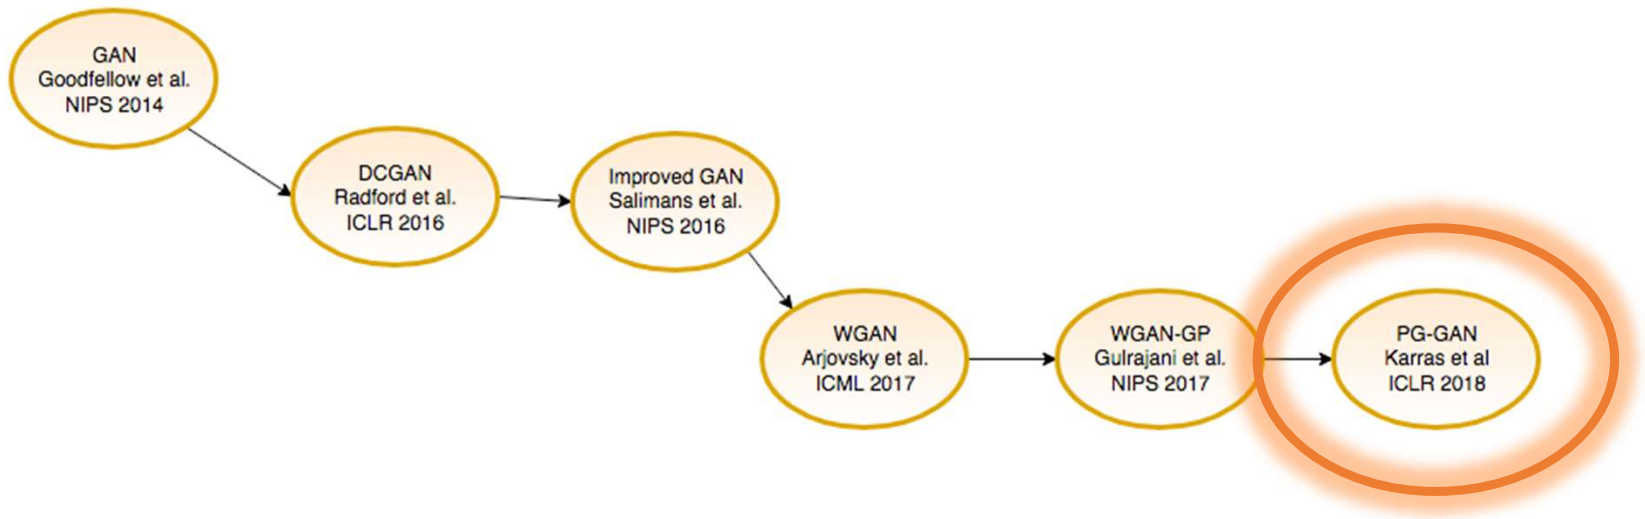 GAN
Goodfellow et al.
NIPS 2014
DCGAN
Radford et al.
ICLR 2016
Improved GAN
Salimans et al.
NIPS 2016
WGAN
Arjovsky et al.
ICML 2017
WGAN-GP
Gulrajani et al.
NIPS 2017
PG-GAN
Karras et al
ICLR 2018